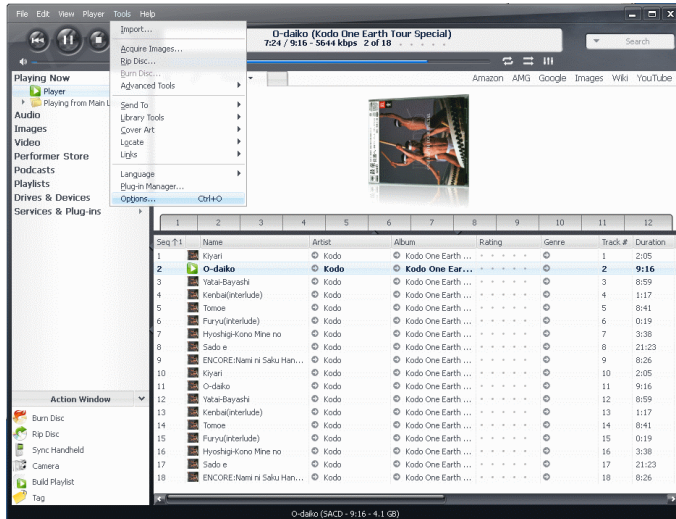 File Edit View Player Tools Help
O-daiko (Kodo One Earth Tour Special)
7:24 / 9:16 - 5644 kbps 2 of 18
Search
Import...
Acquire Images...
Rip Disc...
Burn Disc...
Advanced Tools
Send To
Library Tools
Cover Art
Locate
Links
Language
Plug-in Manager...
Options... Ctrl+O
Playing Now
Player
Playing from Main L
Audio
Images
Video
Performer Store
Podcasts
Playlists
Drives & Devices
Services & Plug-ins
Amazon AMG Google Images Wiki YouTube
1 2 3 4 5 6 7 8 9 10 11 12
Seq 1 Name Artist Album Rating Genre Track # Duration
1 Kiyari Kodo Kodo One Earth ... 1 2:05
2 O-daiko Kodo Kodo One Ear... 2 9:16
3 Yatai-Bayashi Kodo Kodo One Earth ... 3 8:59
4 Kenbai(interlude) Kodo Kodo One Earth ... 4 1:17
5 Tomoe Kodo Kodo One Earth ... 5 8:41
6 Furyu(interlude) Kodo Kodo One Earth ... 6 0:19
7 Hyoshigi-Kono Mine no Kodo Kodo One Earth ... 7 3:38
8 Sado e Kodo Kodo One Earth ... 8 21:23
9 ENCORE:Nami ni Saku Han... Kodo Kodo One Earth ... 9 8:26
10 Kiyari Kodo Kodo One Earth ... 10 2:05
11 O-daiko Kodo Kodo One Earth ... 11 9:16
12 Yatai-Bayashi Kodo Kodo One Earth ... 12 8:59
13 Kenbai(interlude) Kodo Kodo One Earth ... 13 1:17
14 Tomoe Kodo Kodo One Earth ... 14 8:41
15 Furyu(interlude) Kodo Kodo One Earth ... 15 0:19
16 Hyoshigi-Kono Mine no Kodo Kodo One Earth ... 16 3:38
17 Sado e Kodo Kodo One Earth ... 17 21:23
18 ENCORE:Nami ni Saku Han... Kodo Kodo One Earth ... 18 8:26
Action Window
Burn Disc
Rip Disc
Sync Handheld
Camera
Build Playlist
Tag
O-daiko (SACD - 9:16 - 4.1 GB)